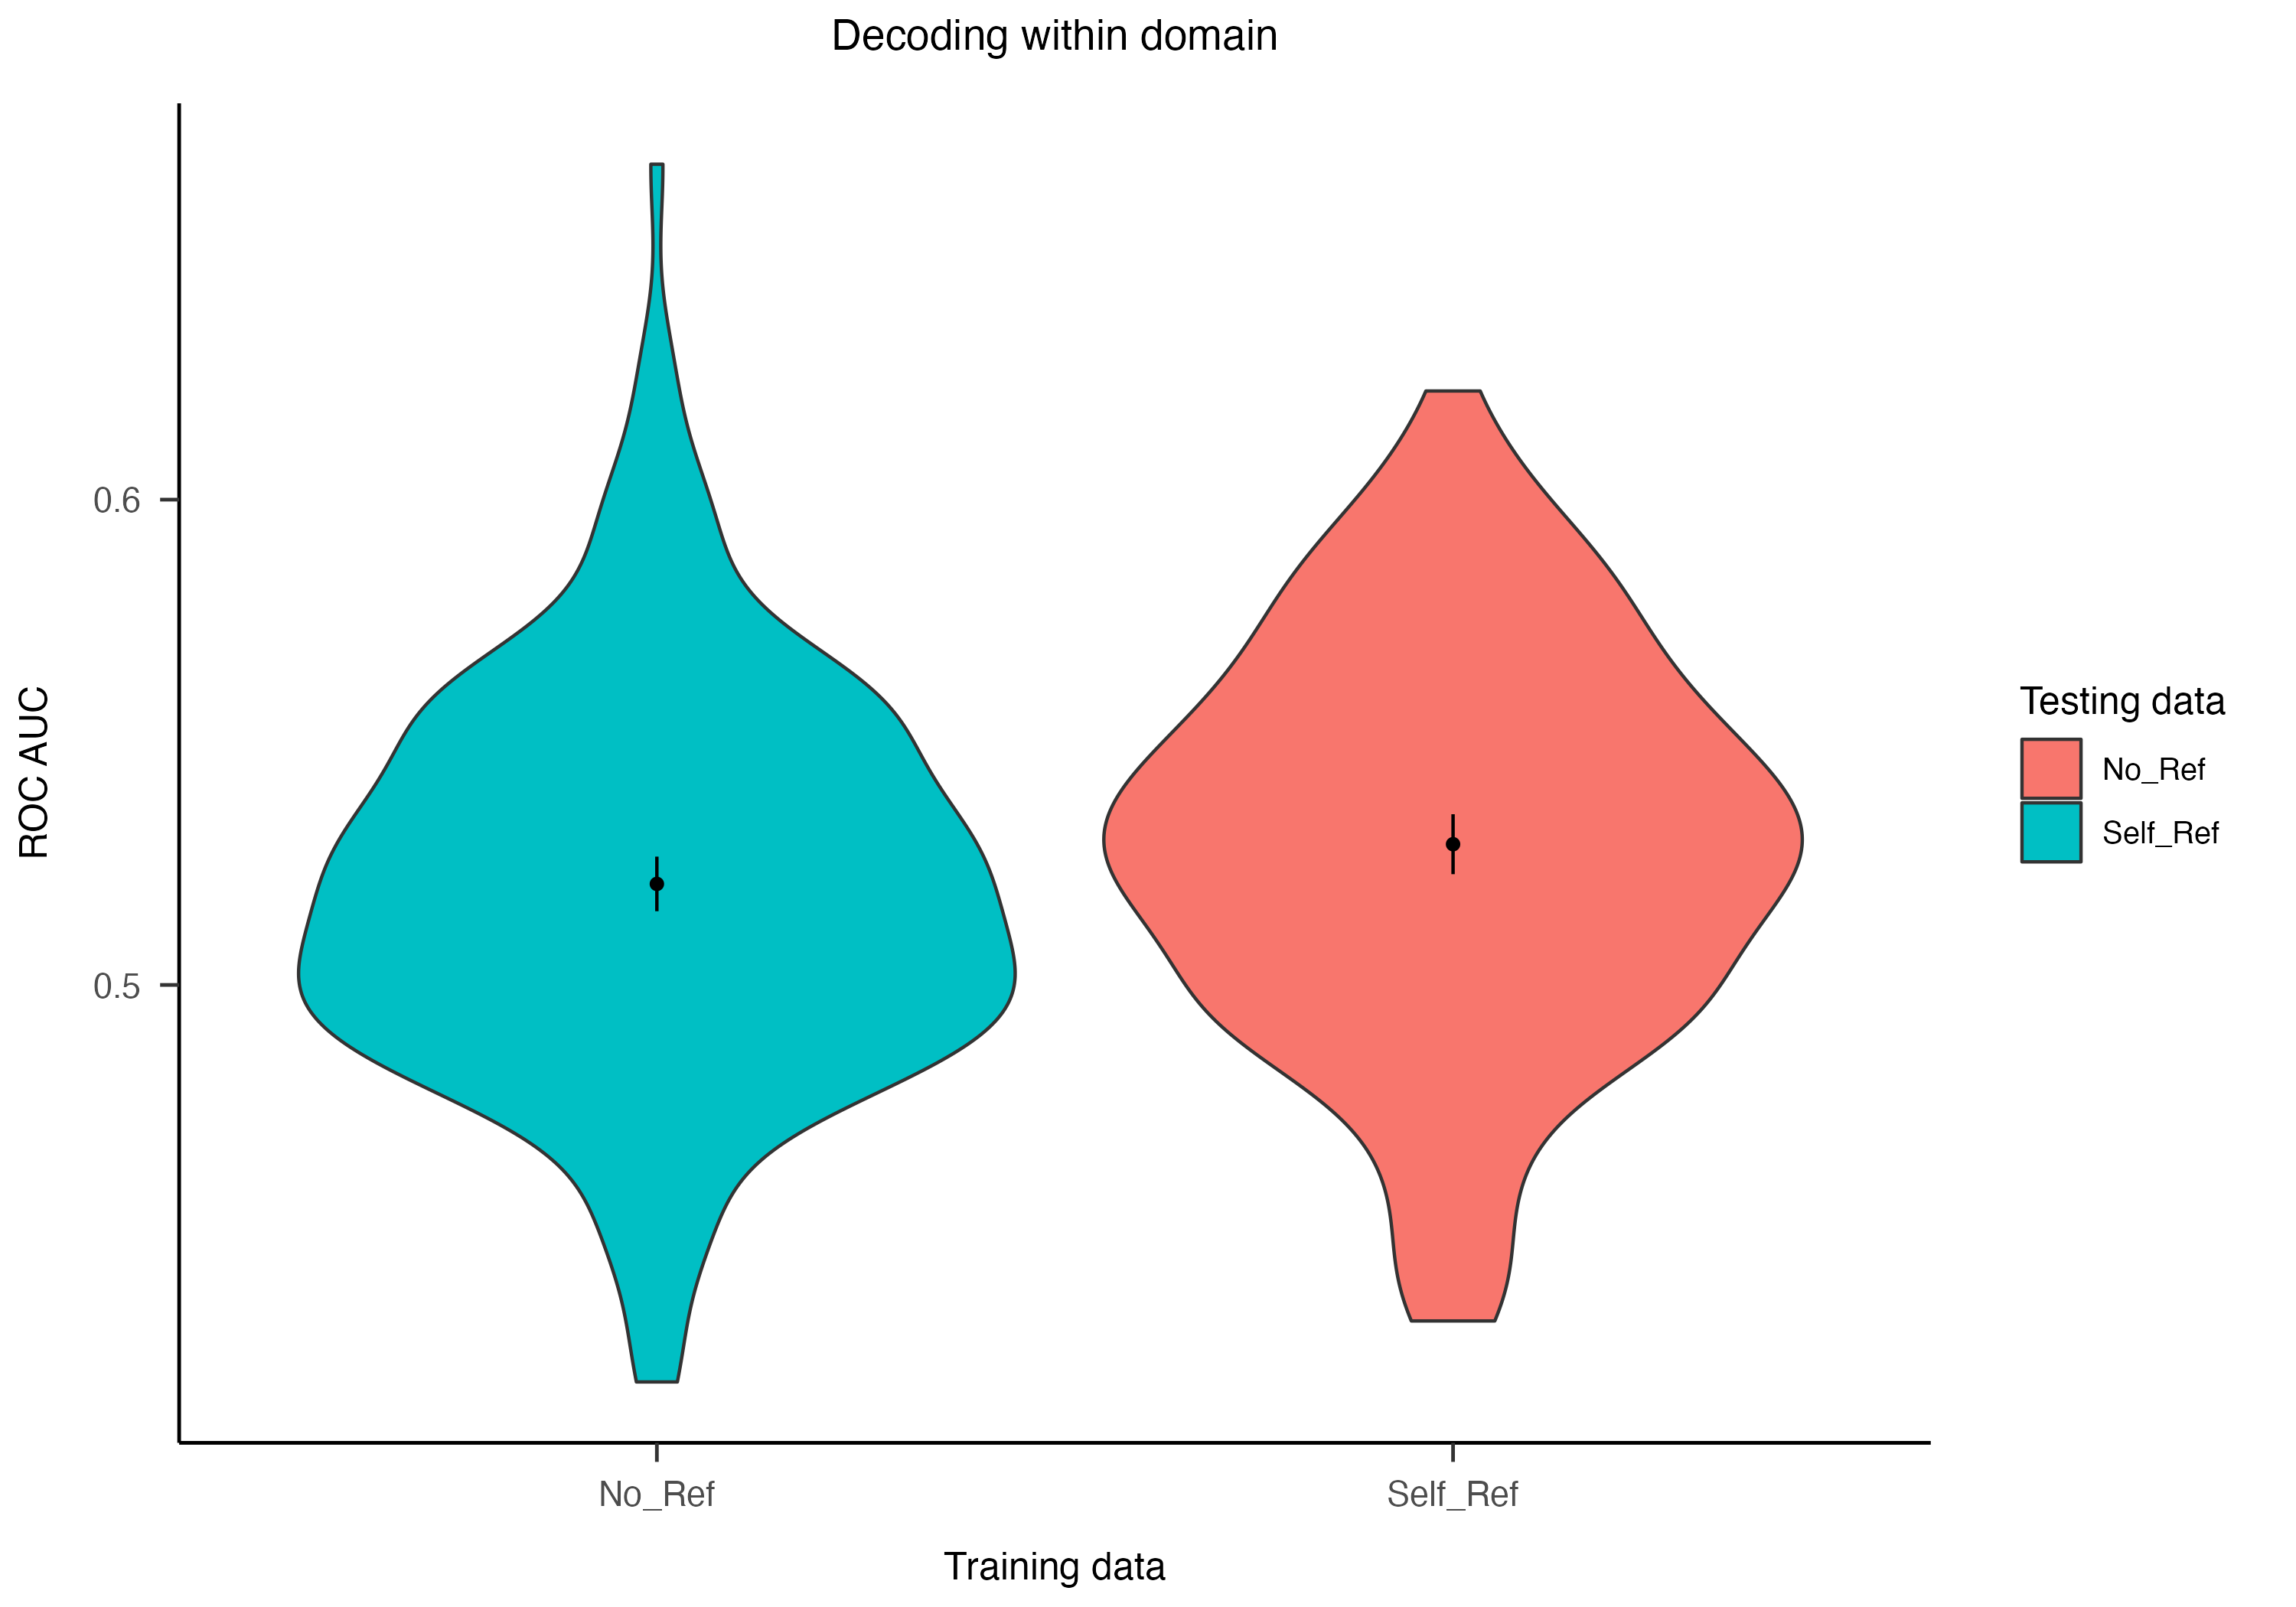 Decoding within domain
ROC AUC
0.6
0.5
No_Ref
Self_Ref
Training data
Testing data
No_Ref
Self_Ref